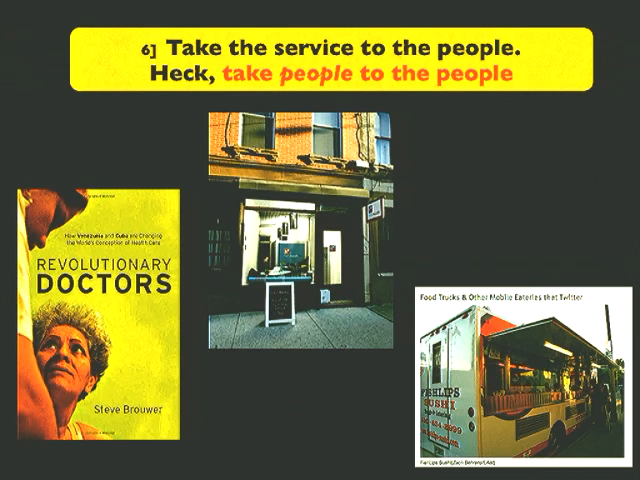 6] Take the service to the people.
Heck, take people to the people
How Venezuela and Cuba are Changing
the World's Conception of Health Care
REVOLUTIONARY
DOCTORS
Steve Brouwer
Food Trucks & Other Mobile Eateries that Twitter
FISHLIPS
SUSHI